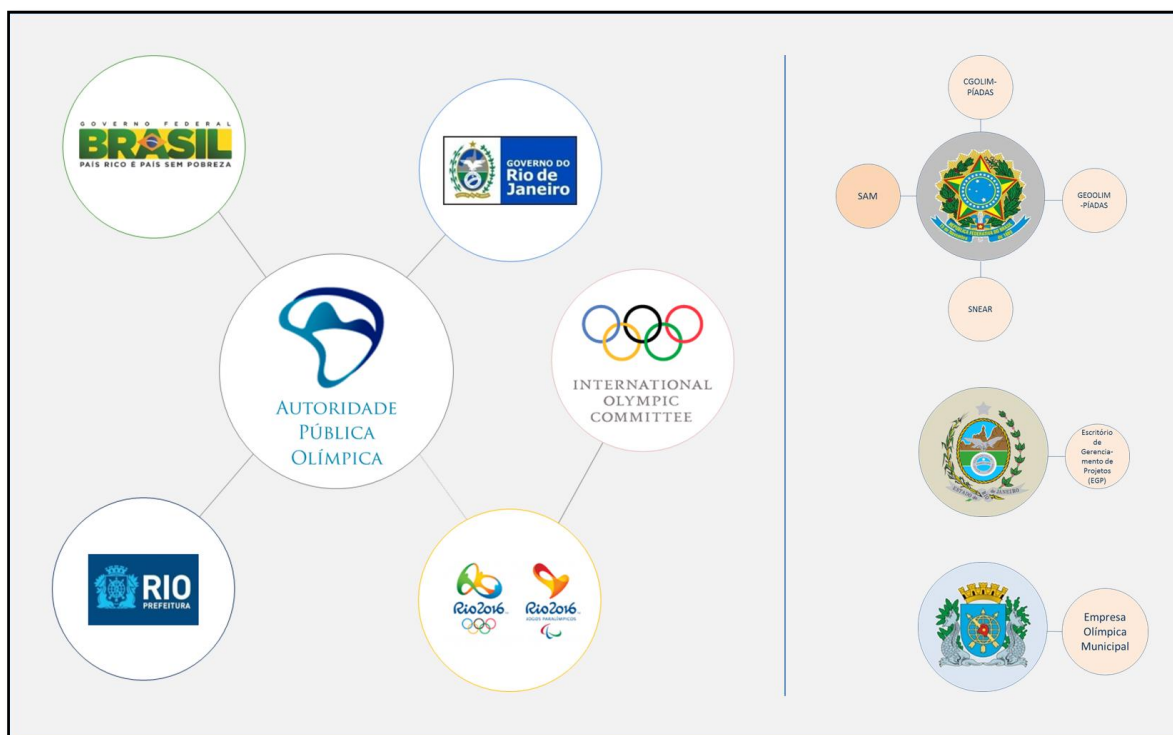 GOVERNO FEDERAL
BRASIL
PAÍS RICO É PAÍS SEM POBREZA
GOVERNO DO
Rio de
Janeiro
AUTORIDADE
PÚBLICA
OLÍMPICA
INTERNATIONAL
OLYMPIC
COMMITTEE
RIO
PREFEITURA
Rio2016
Rio2016
JOGOS PARALÍMPICOS
CGOLIM-
PÍADAS
SAM
GEOOLIM
-PÍADAS
SNEAR
Escritório
de
Gerencia-
mento de
Projetos
(EGP)
Empresa
Olímpica
Municipal